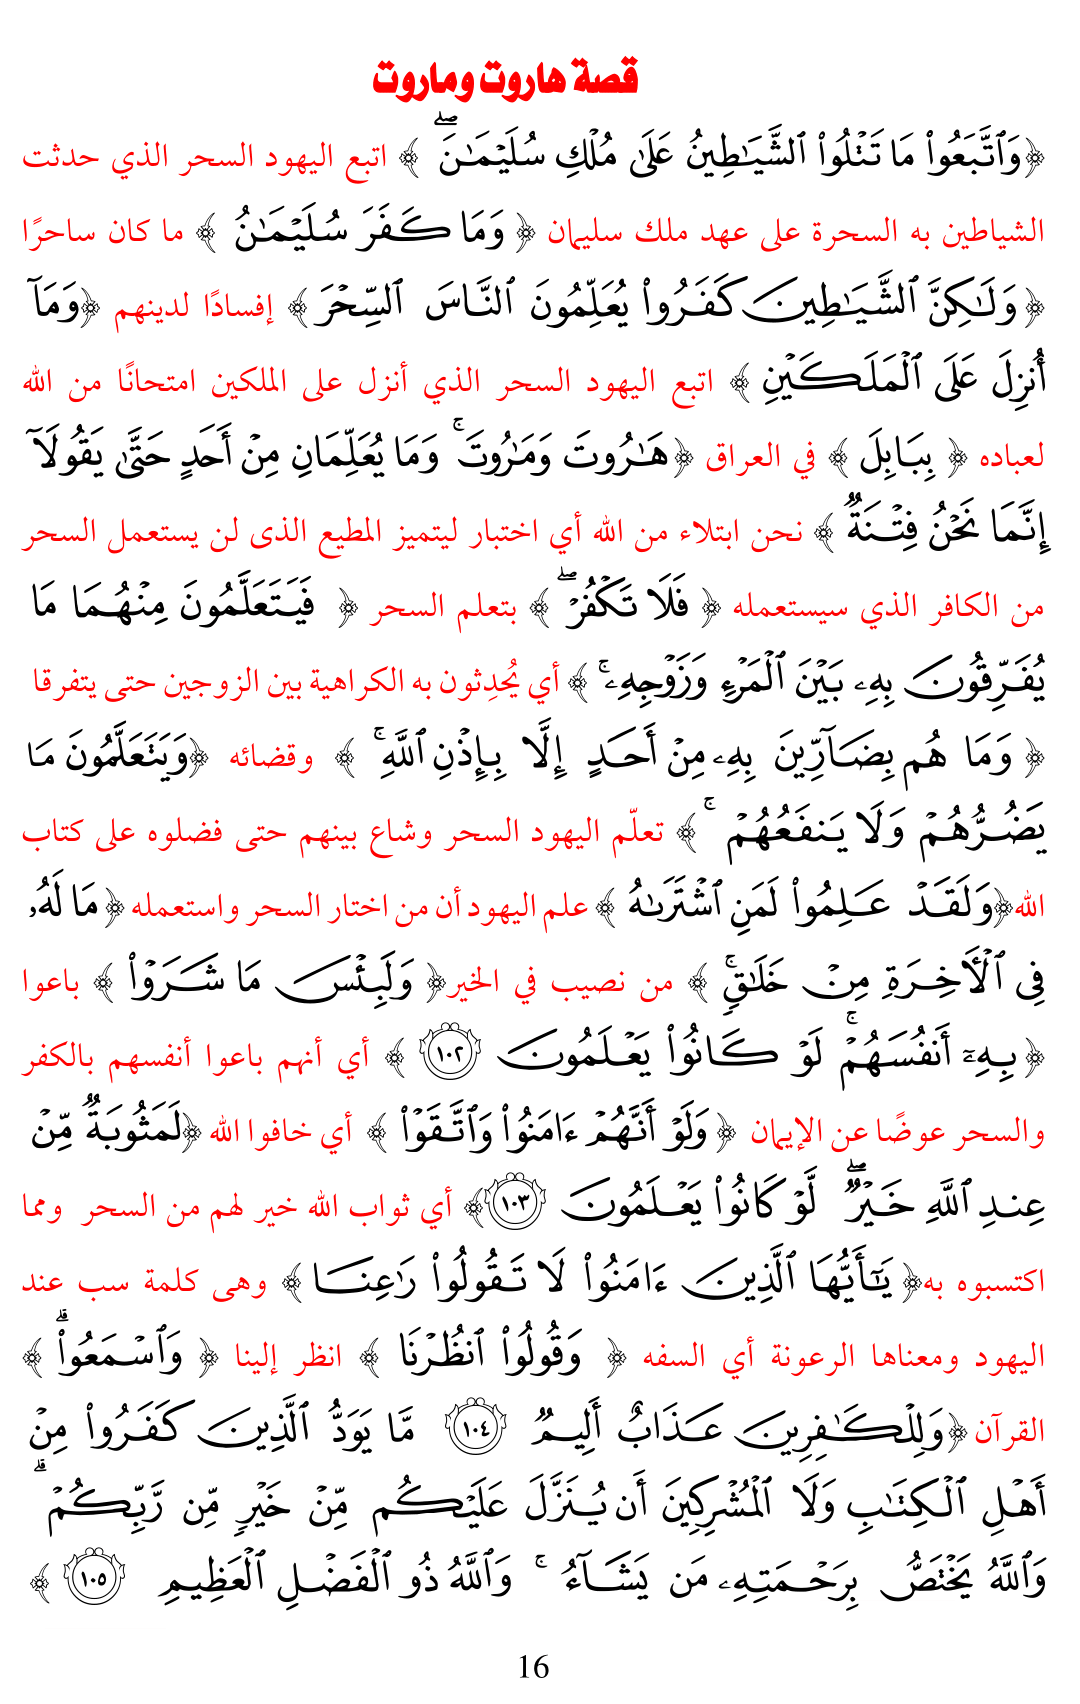 قصة هاروت وماروت
﴿وَٱتَّبَعُواْ مَا تَتۡلُواْ ٱلشَّيَٰطِينُ عَلَىٰ مُلۡكِ سُلَيۡمَٰنَۖ ﴾ اتبع اليهود السحر الذي حدثت
الشياطين به السحرة على عهد ملك سليمان ﴿ وَمَا كَفَرَ سُلَيۡمَٰنُ ﴾ ما كان ساحرًا
﴿ وَلَٰكِنَّ ٱلشَّيَٰطِينَ كَفَرُواْ يُعَلِّمُونَ ٱلنَّاسَ ٱلسِّحۡرَ ﴾ إفسادًا لدينهم ﴿وَمَآ
أُنزِلَ عَلَى ٱلۡمَلَكَيۡنِ ﴾ اتبع اليهود السحر الذي أنزل على الملكين امتحانًا من الله
لعباده ﴿ بِبَابِلَ ﴾ في العراق ﴿هَٰرُوتَ وَمَٰرُوتَۚ وَمَا يُعَلِّمَانِ مِنۡ أَحَدٍ حَتَّىٰ يَقُولَآ
إِنَّمَا نَحۡنُ فِتۡنَةٞ ﴾ نحن ابتلاء من الله أي اختبار ليتميز المطيع الذى لن يستعمل السحر
من الكافر الذي سيستعمله ﴿ فَلَا تَكۡفُرۡۖ ﴾ بتعلم السحر ﴿ فَيَتَعَلَّمُونَ مِنۡهُمَا مَا
يُفَرِّقُونَ بِهِۦ بَيۡنَ ٱلۡمَرۡءِ وَزَوۡجِهِۦۚ ﴾ أي يُحدِثون به الكراهية بين الزوجين حتى يتفرقا
﴿ وَمَا هُم بِضَآرِّينَ بِهِۦ مِنۡ أَحَدٍ إِلَّا بِإِذۡنِ ٱللَّهِۚ ﴾ وقضائه ﴿وَيَتَعَلَّمُونَ مَا
يَضُرُّهُمۡ وَلَا يَنفَعُهُمۡۚ ﴾ تعلّم اليهود السحر وشاع بينهم حتى فضلوه على كتاب
الله﴿وَلَقَدۡ عَلِمُواْ لَمَنِ ٱشۡتَرَىٰهُ ﴾ علم اليهود أن من اختار السحر واستعمله ﴿مَا لَهُۥ
فِي ٱلۡأٓخِرَةِ مِنۡ خَلَٰقٖۚ ﴾ من نصيب في الخير﴿ وَلَبِئۡسَ مَا شَرَوۡاْ ﴾ باعوا
﴿ بِهِۦٓ أَنفُسَهُمۡۚ لَوۡ كَانُواْ يَعۡلَمُونَ ١٠٢ ﴾ أي أنهم باعوا أنفسهم بالكفر
والسحر عوضًا عن الإيمان ﴿ وَلَوۡ أَنَّهُمۡ ءَامَنُواْ وَٱتَّقَوۡاْ ﴾ أي خافوا الله ﴿لَمَثُوبَةٞ مِّنۡ
عِندِ ٱللَّهِ خَيۡرٞۖ لَّوۡ كَانُواْ يَعۡلَمُونَ ١٠٣﴾ أي ثواب الله خير لهم من السحر ومما
اكتسبوه به﴿ يَٰٓأَيُّهَا ٱلَّذِينَ ءَامَنُواْ لَا تَقُولُواْ رَٰعِنَا ﴾ وهى كلمة سب عند
اليهود ومعناها الرعونة أي السفه ﴿ وَقُولُواْ ٱنظُرۡنَا ﴾ انظر إلينا ﴿ وَٱسۡمَعُواْۗ ﴾
القرآن ﴿وَلِلۡكَٰفِرِينَ عَذَابٌ أَلِيمٞ ١٠٤ مَّا يَوَدُّ ٱلَّذِينَ كَفَرُواْ مِنۡ
أَهۡلِ ٱلۡكِتَٰبِ وَلَا ٱلۡمُشۡرِكِينَ أَن يُنَزَّلَ عَلَيۡكُم مِّنۡ خَيۡرٖ مِّن رَّبِّكُمۡۗ
وَٱللَّهُ يَخۡتَصُّ بِرَحۡمَتِهِۦ مَن يَشَآءُۚ وَٱللَّهُ ذُو ٱلۡفَضۡلِ ٱلۡعَظِيمِ ١٠٥ ﴾
16